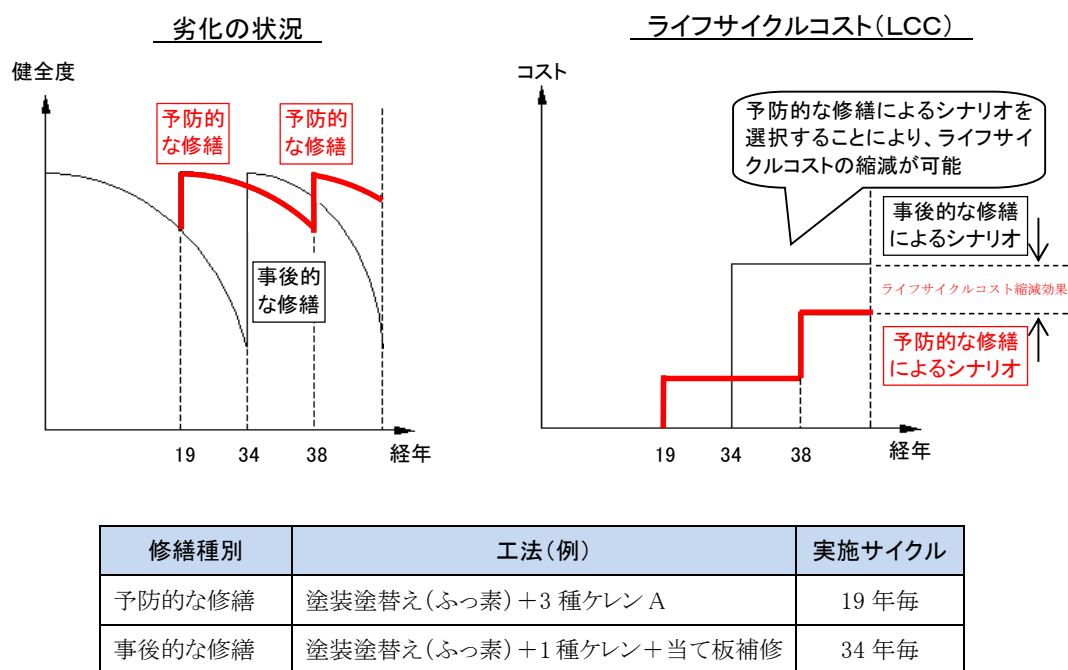 劣化の状況
健全度
予防的
な修繕
予防的
な修繕
事後的
な修繕
19
34
38
経年
ライフサイクルコスト(LCC)
コスト
予防的な修繕によるシナリオを
選択することにより、ライフサイ
クルコストの縮減が可能
事後的な修繕
によるシナリオ
ライフサイクルコスト縮減効果
予防的な修繕
によるシナリオ
19
34
38
経年
修繕種別 工法(例) 実施サイクル
予防的な修繕 塗装塗替え(ふっ素)+3種ケレンA 19年毎
事後的な修繕 塗装塗替え(ふっ素)+1種ケレン+当て板補修 34年毎